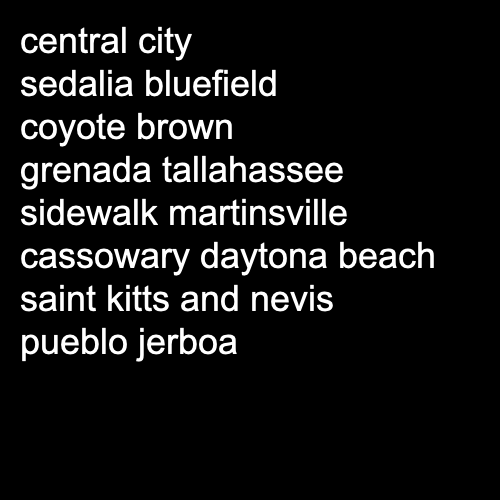 central city
sedalia bluefield
coyote brown
grenada tallahassee
sidewalk martinsville
cassowary daytona beach
saint kitts and nevis
pueblo jerboa